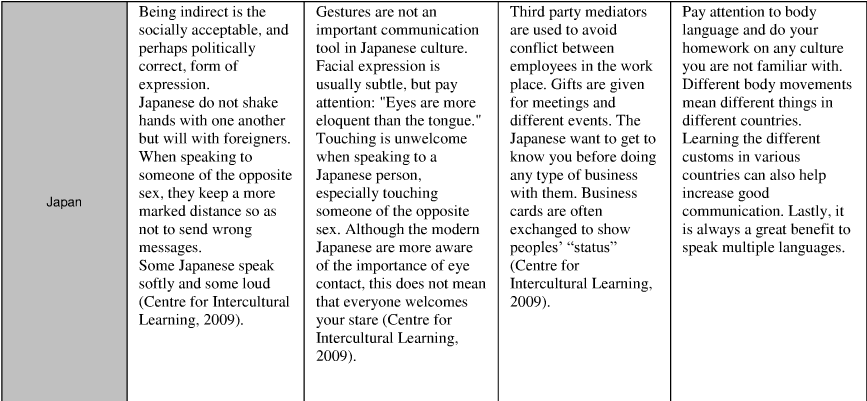 Japan
Being indirect is the
socially acceptable, and
perhaps politically
correct, form of
expression.
Japanese do not shake
hands with one another
but will with foreigners.
When speaking to
someone of the opposite
sex, they keep a more
marked distance so as
not to send wrong
messages.
Some Japanese speak
softly and some loud
(Centre for Intercultural
Learning, 2009).
Gestures are not an
important communication
tool in Japanese culture.
Facial expression is
usually subtle, but pay
attention: "Eyes are more
eloquent than the tongue."
Touching is unwelcome
when speaking to a
Japanese person,
especially touching
someone of the opposite
sex. Although the modern
Japanese are more aware
of the importance of eye
contact, this does not mean
that everyone welcomes
your stare (Centre for
Intercultural Learning,
2009).
Third party mediators
are used to avoid
conflict between
employees in the work
place. Gifts are given
for meetings and
different events. The
Japanese want to get to
know you before doing
any type of business
with them. Business
cards are often
exchanged to show
peoples’ “status”
(Centre for
Intercultural Learning,
2009).
Pay attention to body
language and do your
homework on any culture
you are not familiar with.
Different body movements
mean different things in
different countries.
Learning the different
customs in various
countries can also help
increase good
communication. Lastly, it
is always a great benefit to
speak multiple languages.